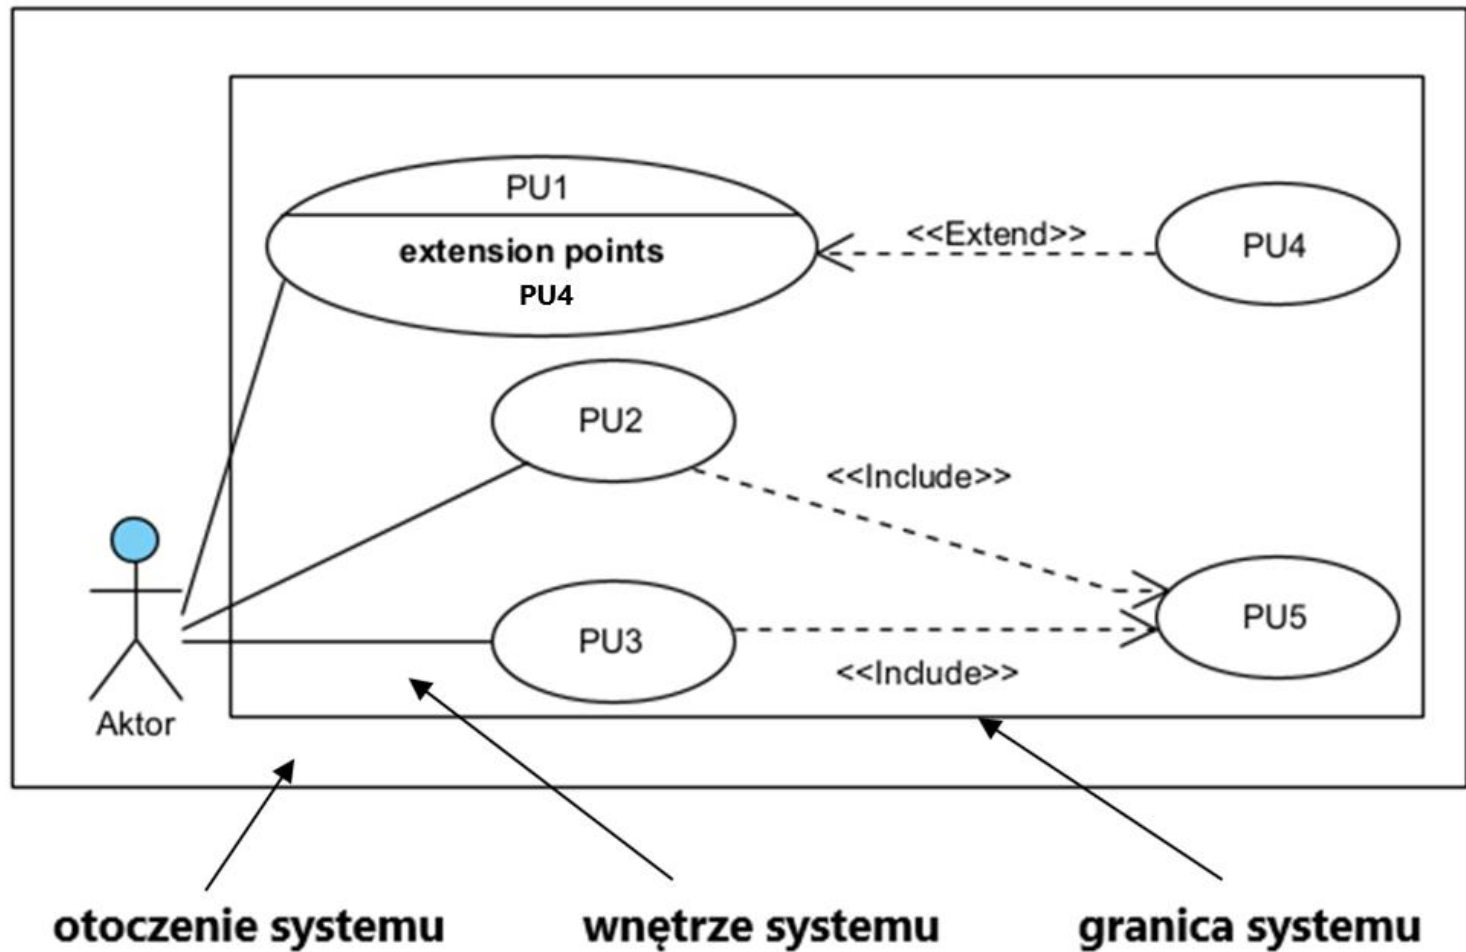 PU1
extension points
PU4
<<Extend>>
PU4
PU2
<<Include>>
PU5
PU3
<<Include>>
Aktor
otoczenie systemu
wnętrze systemu
granica systemu